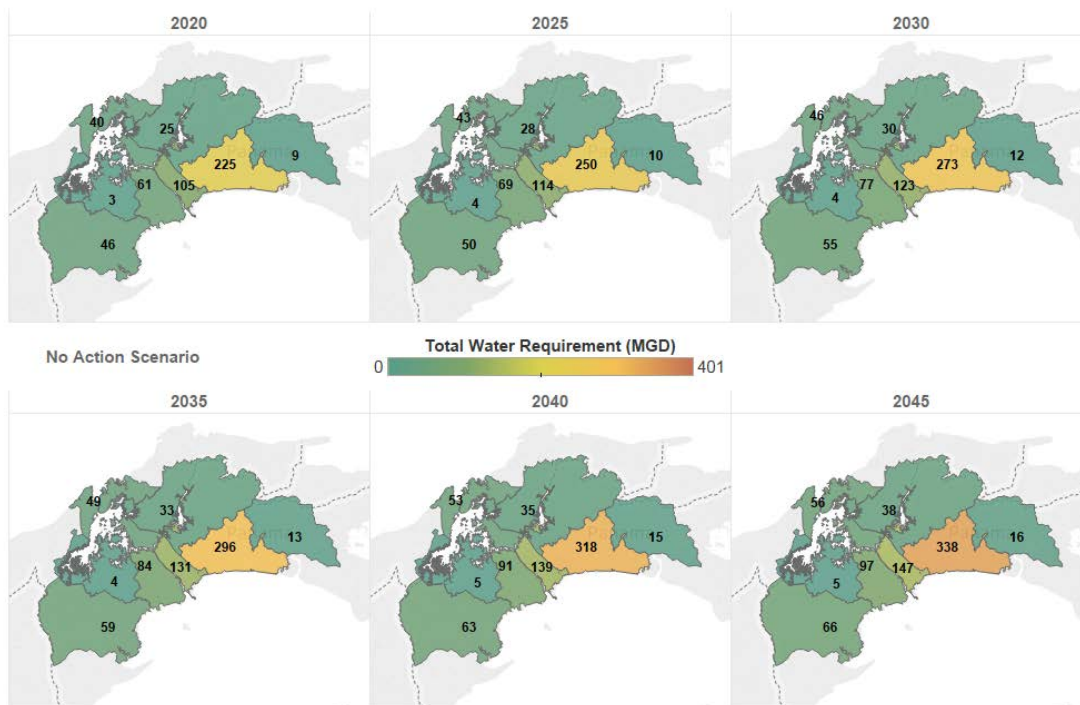 2020 2025 2030
40 25 9 225 61 105 3 46
43 28 10 250 69 114 4 50
46 30 12 273 77 123 4 55
No Action Scenario
Total Water Requirement (MGD)
0 401
2035 2040 2045
49 33 13 296 84 131 4 59
53 35 15 318 91 139 5 63
56 38 16 338 97 147 5 66